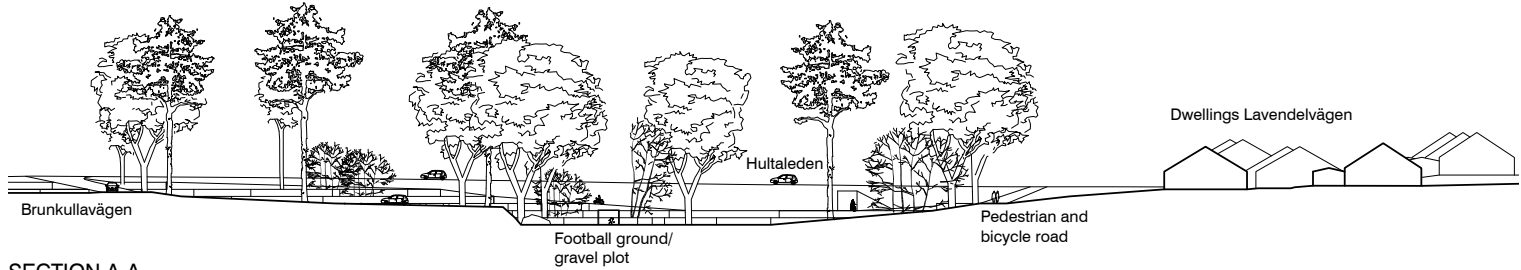 Dwellings Lavendelvägen
Hultaleden
Brunkullavägen
Pedestrian and
bicycle road
Football ground/
gravel plot
SECTION A-A